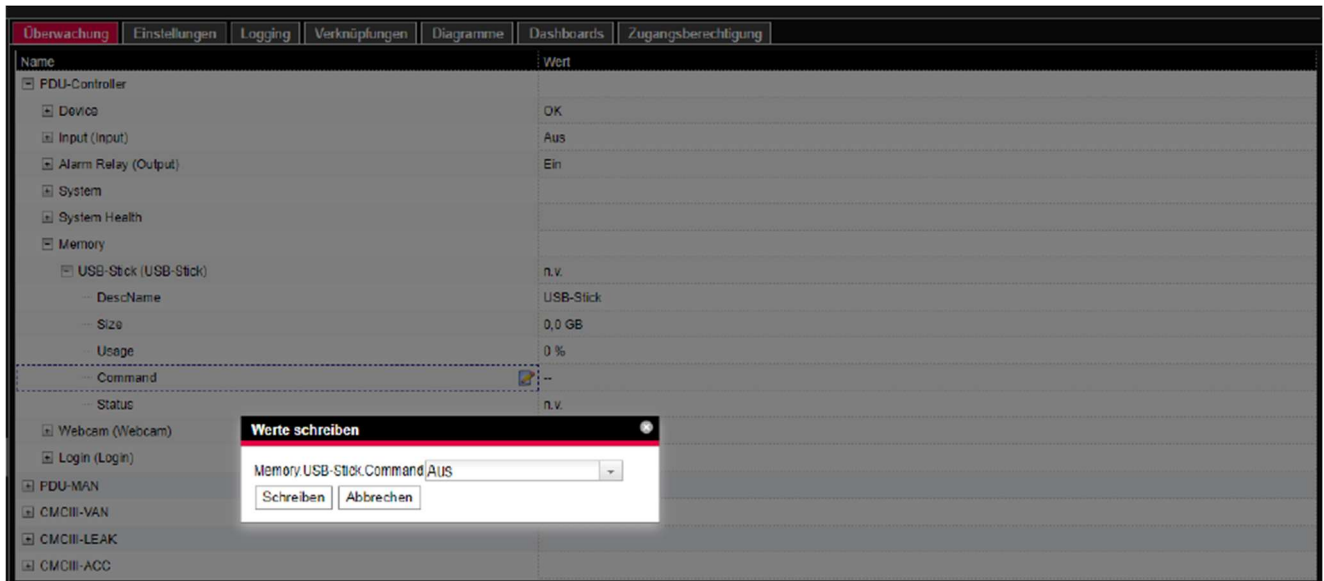 Überwachung Einstellungen Logging Verknüpfungen Diagramme Dashboards Zugangsberechtigung
Name Wert
PDU-Controller
Device OK
Input (Input) Aus
Alarm Relay (Output) Ein
System
System Health
Memory
USB-Stick (USB-Stick) n.v.
DescName USB-Stick
Size 0,0 GB
Usage 0 %
Command --
Status n.v.
Webcam (Webcam)
Login (Login)
PDU-MAN
CMCIII-VAN
CMCIII-LEAK
CMCIII-ACC
Werte schreiben
Memory.USB-Stick.Command Aus
Schreiben Abbrechen